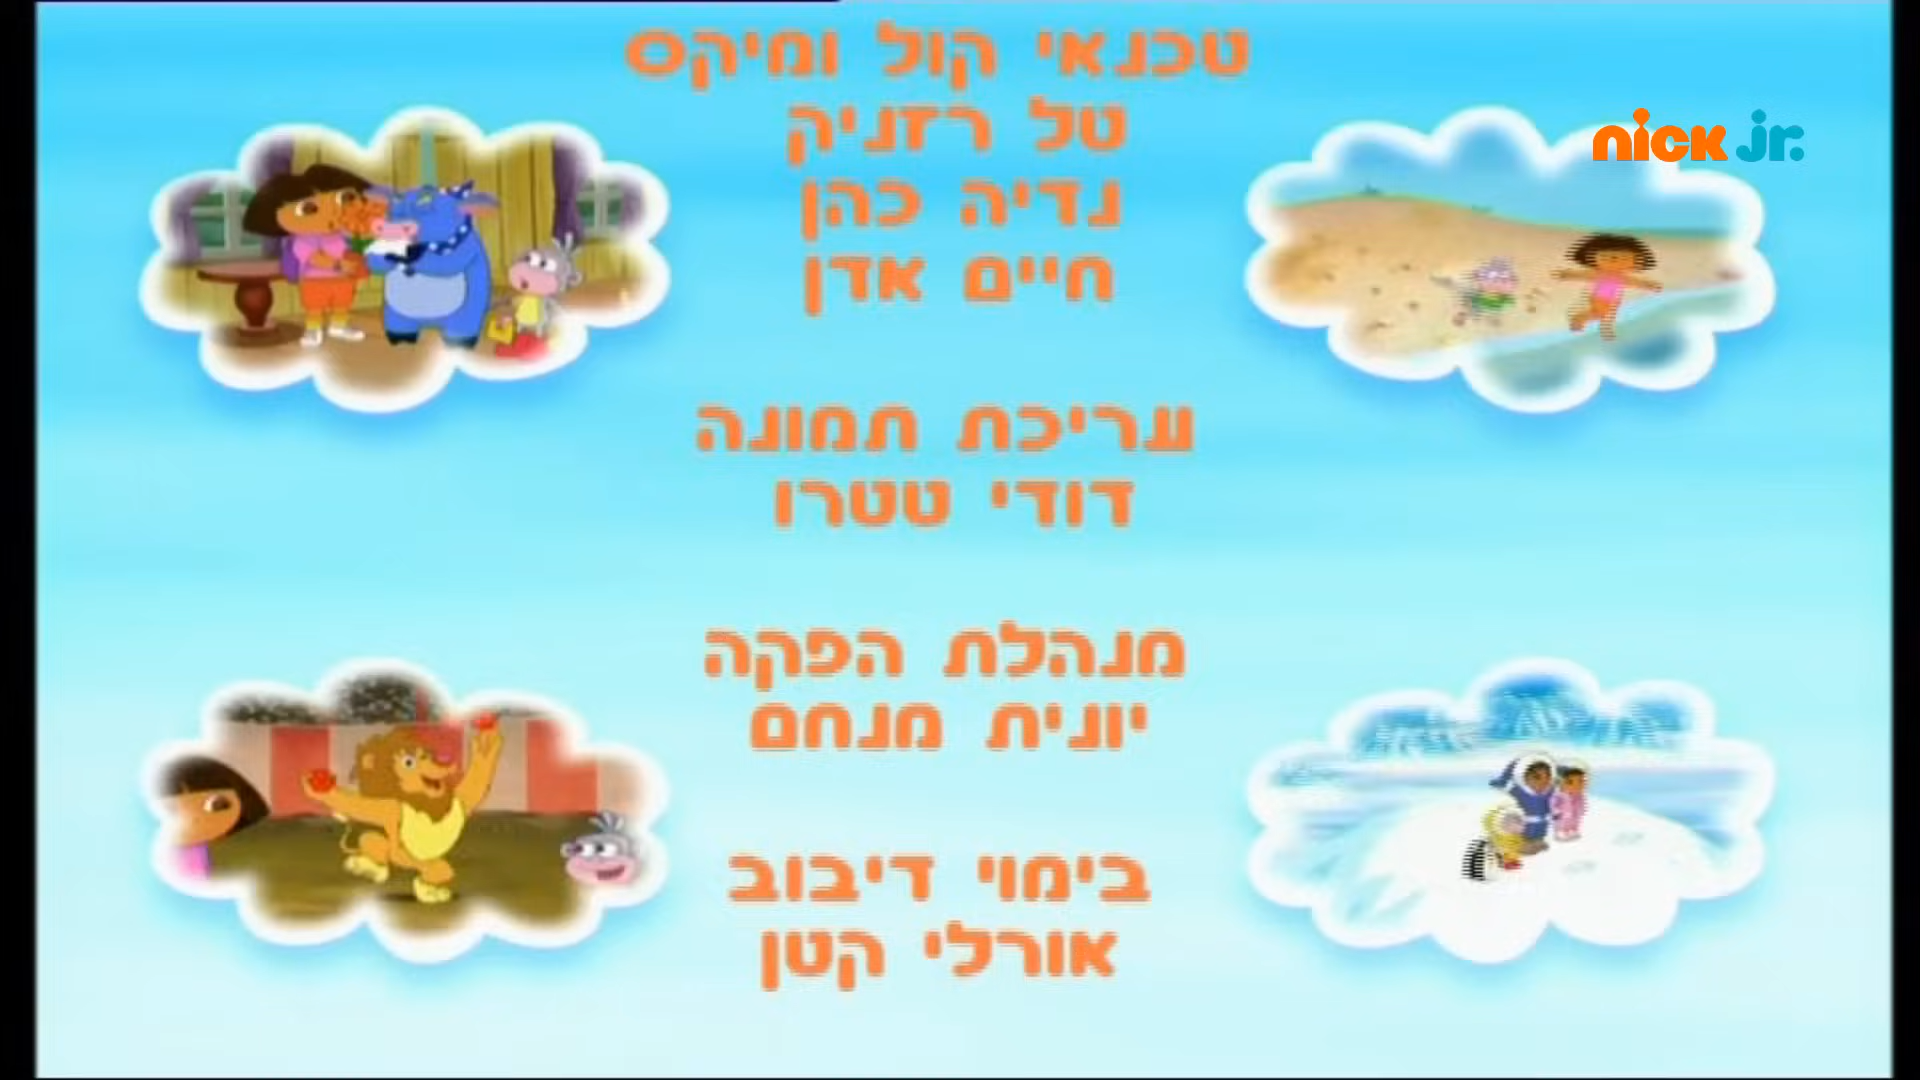 טכנאי קול ומיקס
טל רזניק
נדיה כהן
חיים אדן
עריכת תמונה
דודי טטרו
מנהלת הפקה
יונית מנחם
בימוי דיבוב
אורלי קטן
nick jr.